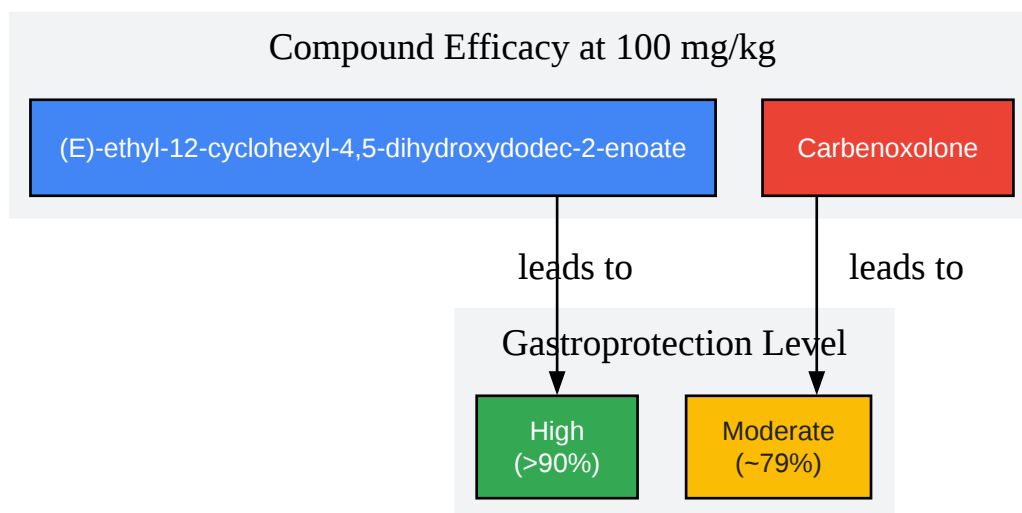 Compound Efficacy at 100 mg/kg
(E)-ethyl-12-cyclohexyl-4,5-dihydroxydodec-2-enoate
Carbenoxolone
leads to
leads to
Gastroprotection Level
High
(>90%)
Moderate
(~79%)